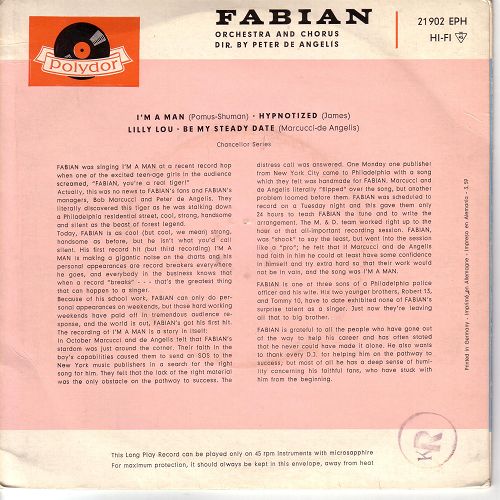 polydor
FABIAN
ORCHESTRA AND CHORUS
DIR. BY PETER DE ANGELIS
21902 EPH
HI-FI
I'M A MAN (Pomus-Shuman) · HYPNOTIZED (James)
LILLY LOU · BE MY STEADY DATE (Marcucci-de Angelis)
Chancellor Series
FABIAN was singing I'M A MAN at a recent record hop
when one of the excited teen-age girls in the audience
screamed, "FABIAN, you're a real tiger!"
Actually, this was no news to FABIAN's fans and FABIAN's
managers, Bob Marcucci and Peter de Angelis. They
literally discovered this tiger as he was stalking down
a Philadelphia residential street, cool, strong, handsome
and silent as the boast of forest legend.
Today, FABIAN is as cool (but cool, we mean) strong,
handsome as before, but he isn't what you'd call
silent. His first record hit (but third recording) I'M A
MAN is making a gigantic noise on the charts and his
personal appearances are record breakers everywhere
he goes, and everybody in the business knows that
when a record "breaks" - - - that's the greatest thing
that can happen to a singer.
Because of his school work, FABIAN can only do per-
sonal appearances on weekends, but those hard working
weekends have paid off in tremendous audience re-
sponse, and the world is out, FABIAN's got his first hit.
The recording of I'M A MAN is a story in itself:
In October Marcucci and de Angelis felt that FABIAN's
stardom was just around the corner. Their faith in the
boy's capabilities caused them to send an SOS to the
New York music publishers in a search for the right
song for him. They felt that the lack of the right material
was the only obstacle on the pathway to success. The
distress call was answered. One Monday one publisher
from New York City came to Philadelphia with a song
which they felt was handmade for FABIAN. Marcucci and
de Angelis literally "flipped" over the song, but another
problem loomed before them. FABIAN was scheduled to
record on a Tuesday night and this gave them only
24 hours to teach FABIAN the tune and to write the
arrangement. The M. & D. team worked right up to the
hour of that all-important recording session. FABIAN,
was "shook" to say the least, but went into the session
like a "pro"; he felt that if Marcucci and de Angelis
had faith in him he could at least have some confidence
in himself and try extra hard so that their work would
not be in vain, and the song was I'M A MAN.
FABIAN is one of three sons of a Philadelphia police
officer and his wife. His two younger brothers, Robert 15,
and Tommy 10, have to date exhibited none of FABIAN's
surprise talent as a singer. Just now they're leaving
all that to big brother.
FABIAN is grateful to all the people who have gone out
of the way to help his career and has often stated
that he never could have made it alone. He also wants
to thank every D.J. for helping him on the pathway to
success, but most of all he has a deep sense of humi-
lity concerning his faithful fans, who have stuck with
him from the beginning.
Printed in Germany - Imprimé en Allemagne - Impreso en Alemania - 5.59
KR
This Long Play Record can be played only on 45 rpm instruments with microsapphire
For maximum protection, it should always be kept in this envelope, away from heat